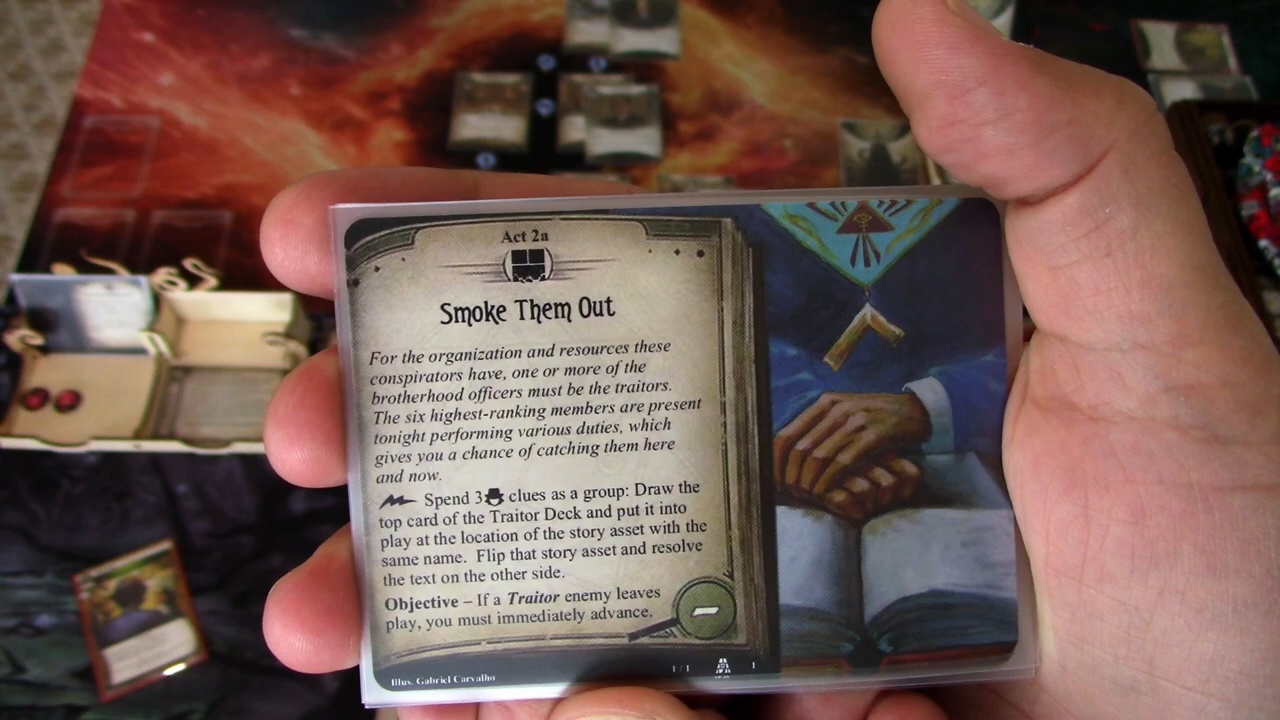 Act 2a
Smoke Them Out
For the organization and resources these
conspirators have, one or more of the
brotherhood officers must be the traitors.
The six highest-ranking members are present
tonight performing various duties, which
gives you a chance of catching them here
and now.
Spend 3 clues as a group: Draw the
top card of the Traitor Deck and put it into
play at the location of the story asset with the
same name. Flip that story asset and resolve
the text on the other side.
Objective – If a Traitor enemy leaves
play, you must immediately advance.
–
Illus. Gabriel Carvalho
1/1
1